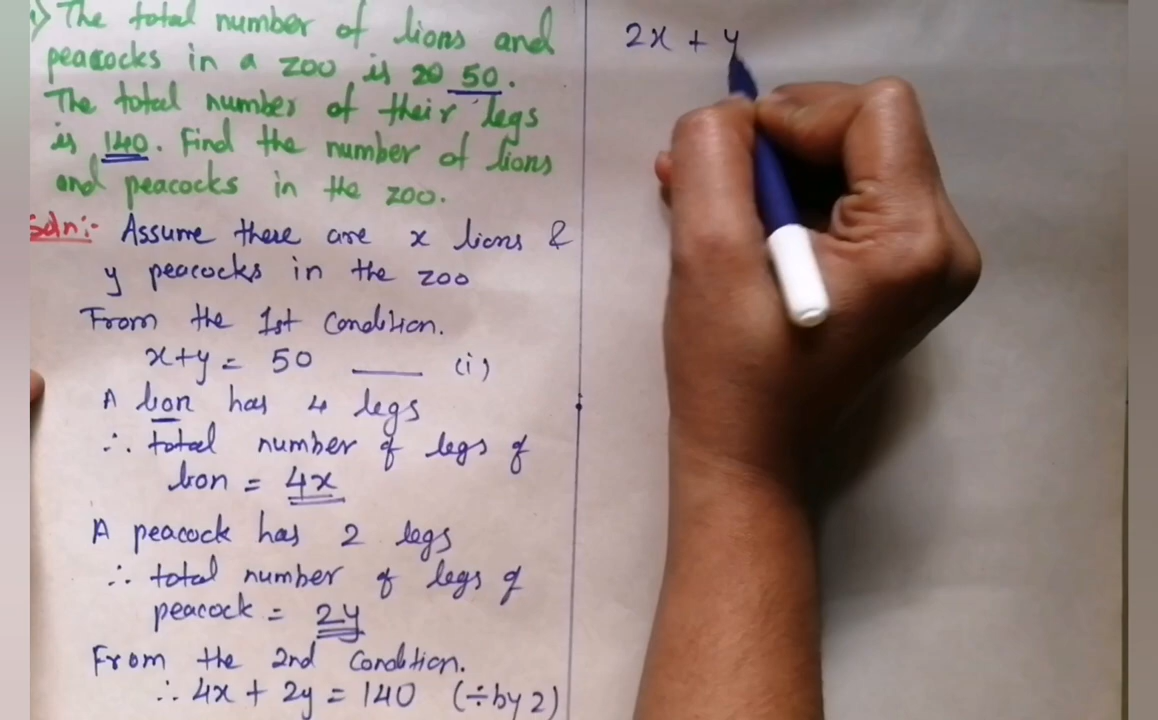 The total number of lions and
peacocks in a zoo is 20 50.
The total number of their legs
is 140. Find the number of lions
and peacocks in the zoo.
Soln:- Assume there are x lions &
y peacocks in the zoo
From the 1st Condition.
x+y = 50 ____ (i)
A lion has 4 legs
∴ total number of legs of
lion = 4x
A peacock has 2 legs
∴ total number of legs of
peacock = 2y
From the 2nd Condition.
∴ 4x + 2y = 140 (÷by 2)
2x + y